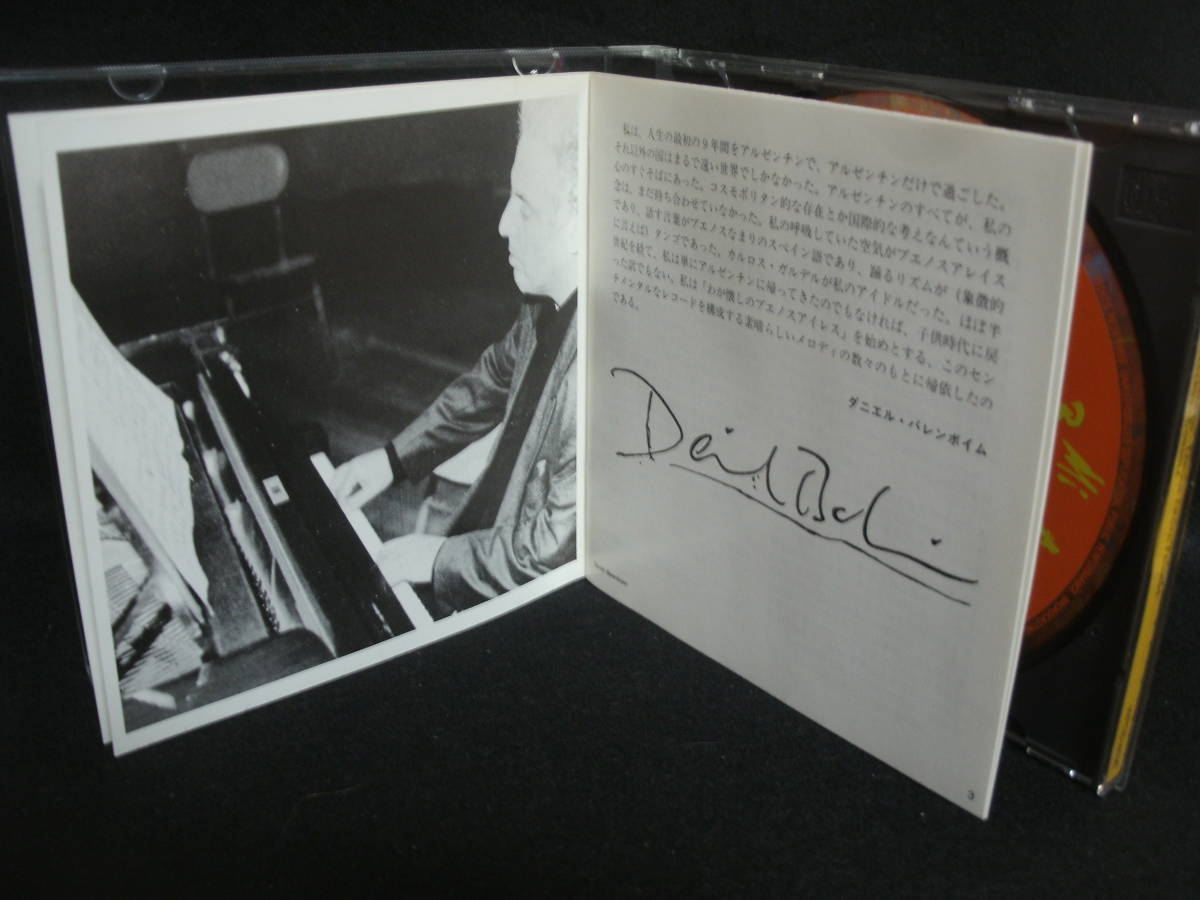 私は、人生の最初の9年間をアルゼンチンで、アルゼンチンだけで過ごした。
それ以外の国はまるで遠い世界でしかなかった。アルゼンチンのすべてが、私の
心のすぐそばにあった。コスモポリタン的な存在とか国際的な考えなんていう概
念は、まだ持ち合わせていなかった。私の呼吸していた空気がブエノスアレイス
であり、話す言葉がブエノスなまりのスペイン語であり、踊るリズムが（象徴的
に言えば）タンゴであった。カルロス・ガルデルが私のアイドルだった。ほぼ半
世紀を経て、私は単にアルゼンチンに帰ってきたのでもなければ、子供時代に戻
った訳でもない。私は「わが懐しのブエノスアイレス」を始めとする、このセン
チメンタルなレコードを構成する素晴らしいメロディの数々のもとに帰依したの
である。
ダニエル・バレンボイム
3
Mi